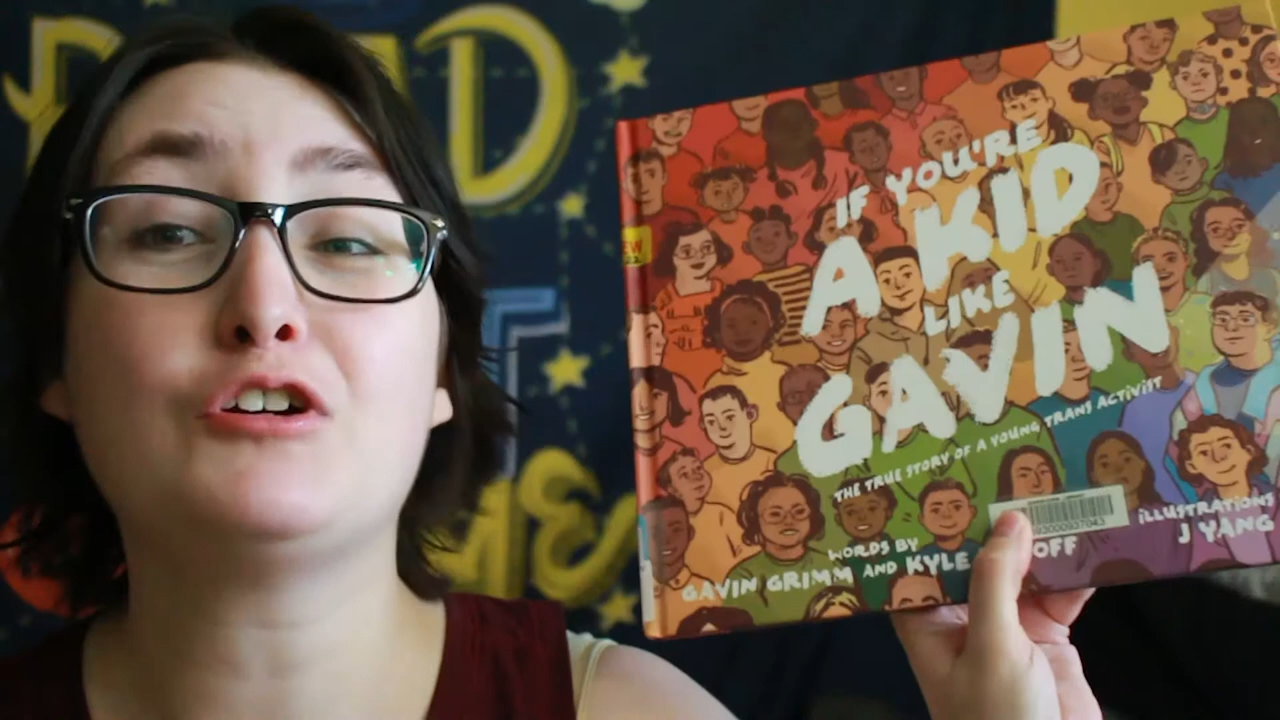 READ
IF YOU'RE
A KID
LIKE
GAVIN
THE TRUE STORY OF A YOUNG TRANS ACTIVIST
WORDS BY
GAVIN GRIMM AND KYLE OFF
ILLUSTRATIONS
J YANG